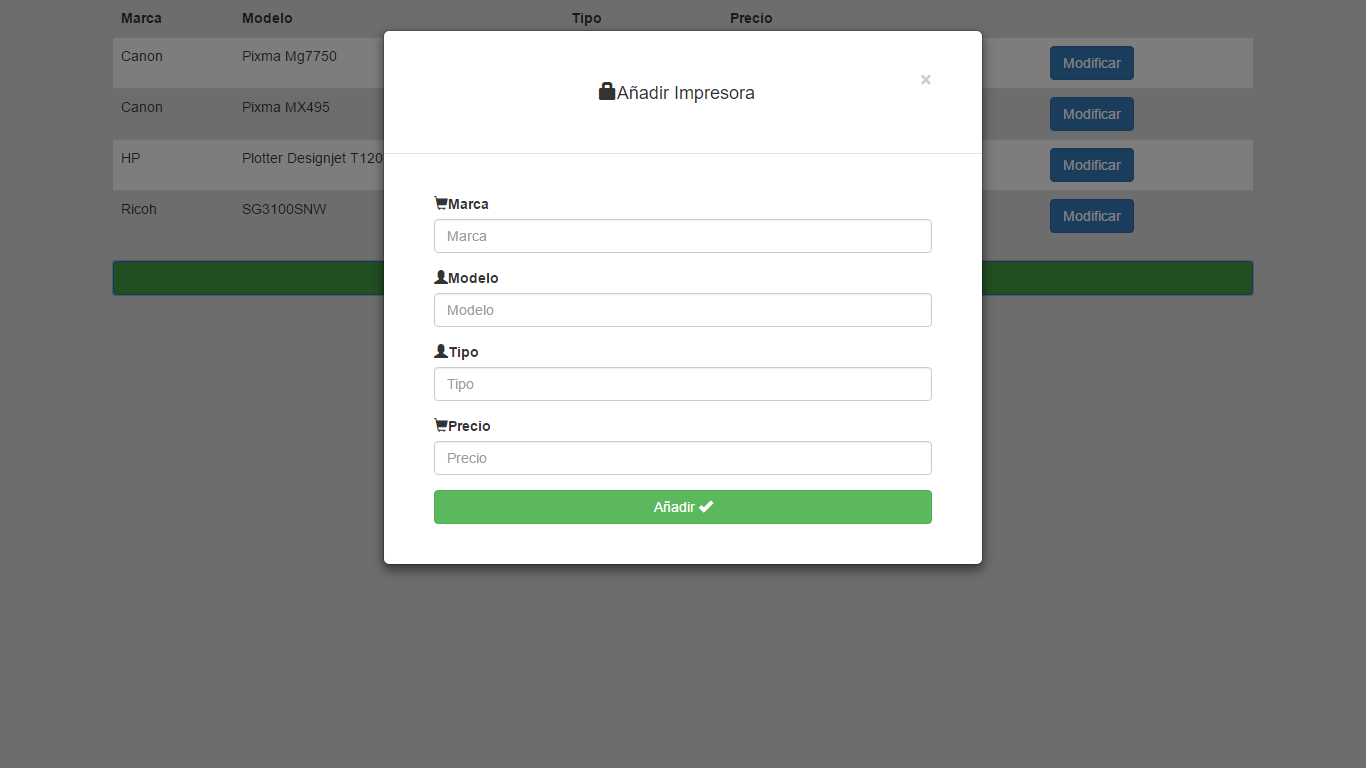 Marca Modelo Tipo Precio
Canon Pixma Mg7750 Modificar
Canon Pixma MX495 Modificar
HP Plotter Designjet T120 Modificar
Ricoh SG3100SNW Modificar
Añadir Impresora ×
Marca
Marca
Modelo
Modelo
Tipo
Tipo
Precio
Precio
Añadir